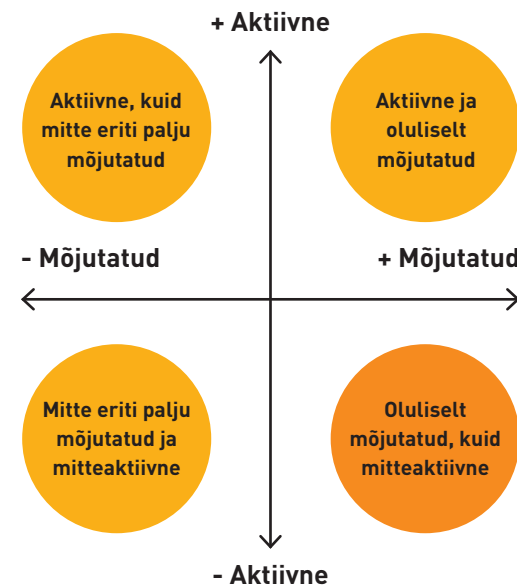 + Aktiivne
Aktiivne, kuid
mitte eriti palju
mõjutatud
Aktiivne ja
oluliselt
mõjutatud
- Mõjutatud
+ Mõjutatud
Mitte eriti palju
mõjutatud ja
mitteaktiivne
Oluliselt
mõjutatud, kuid
mitteaktiivne
- Aktiivne